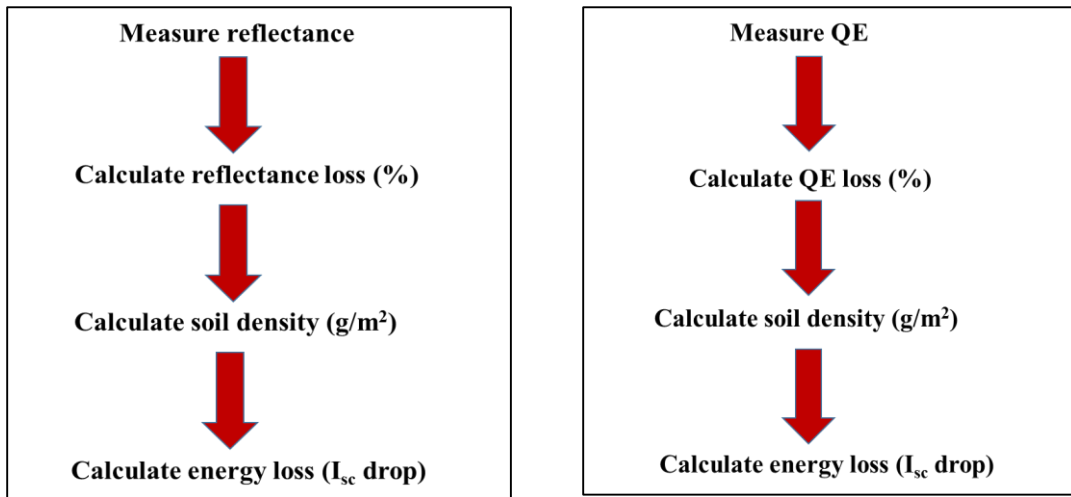 Measure reflectance
Calculate reflectance loss (%)
Calculate soil density (g/m²)
Calculate energy loss (Isc drop)
Measure QE
Calculate QE loss (%)
Calculate soil density (g/m²)
Calculate energy loss (Isc drop)